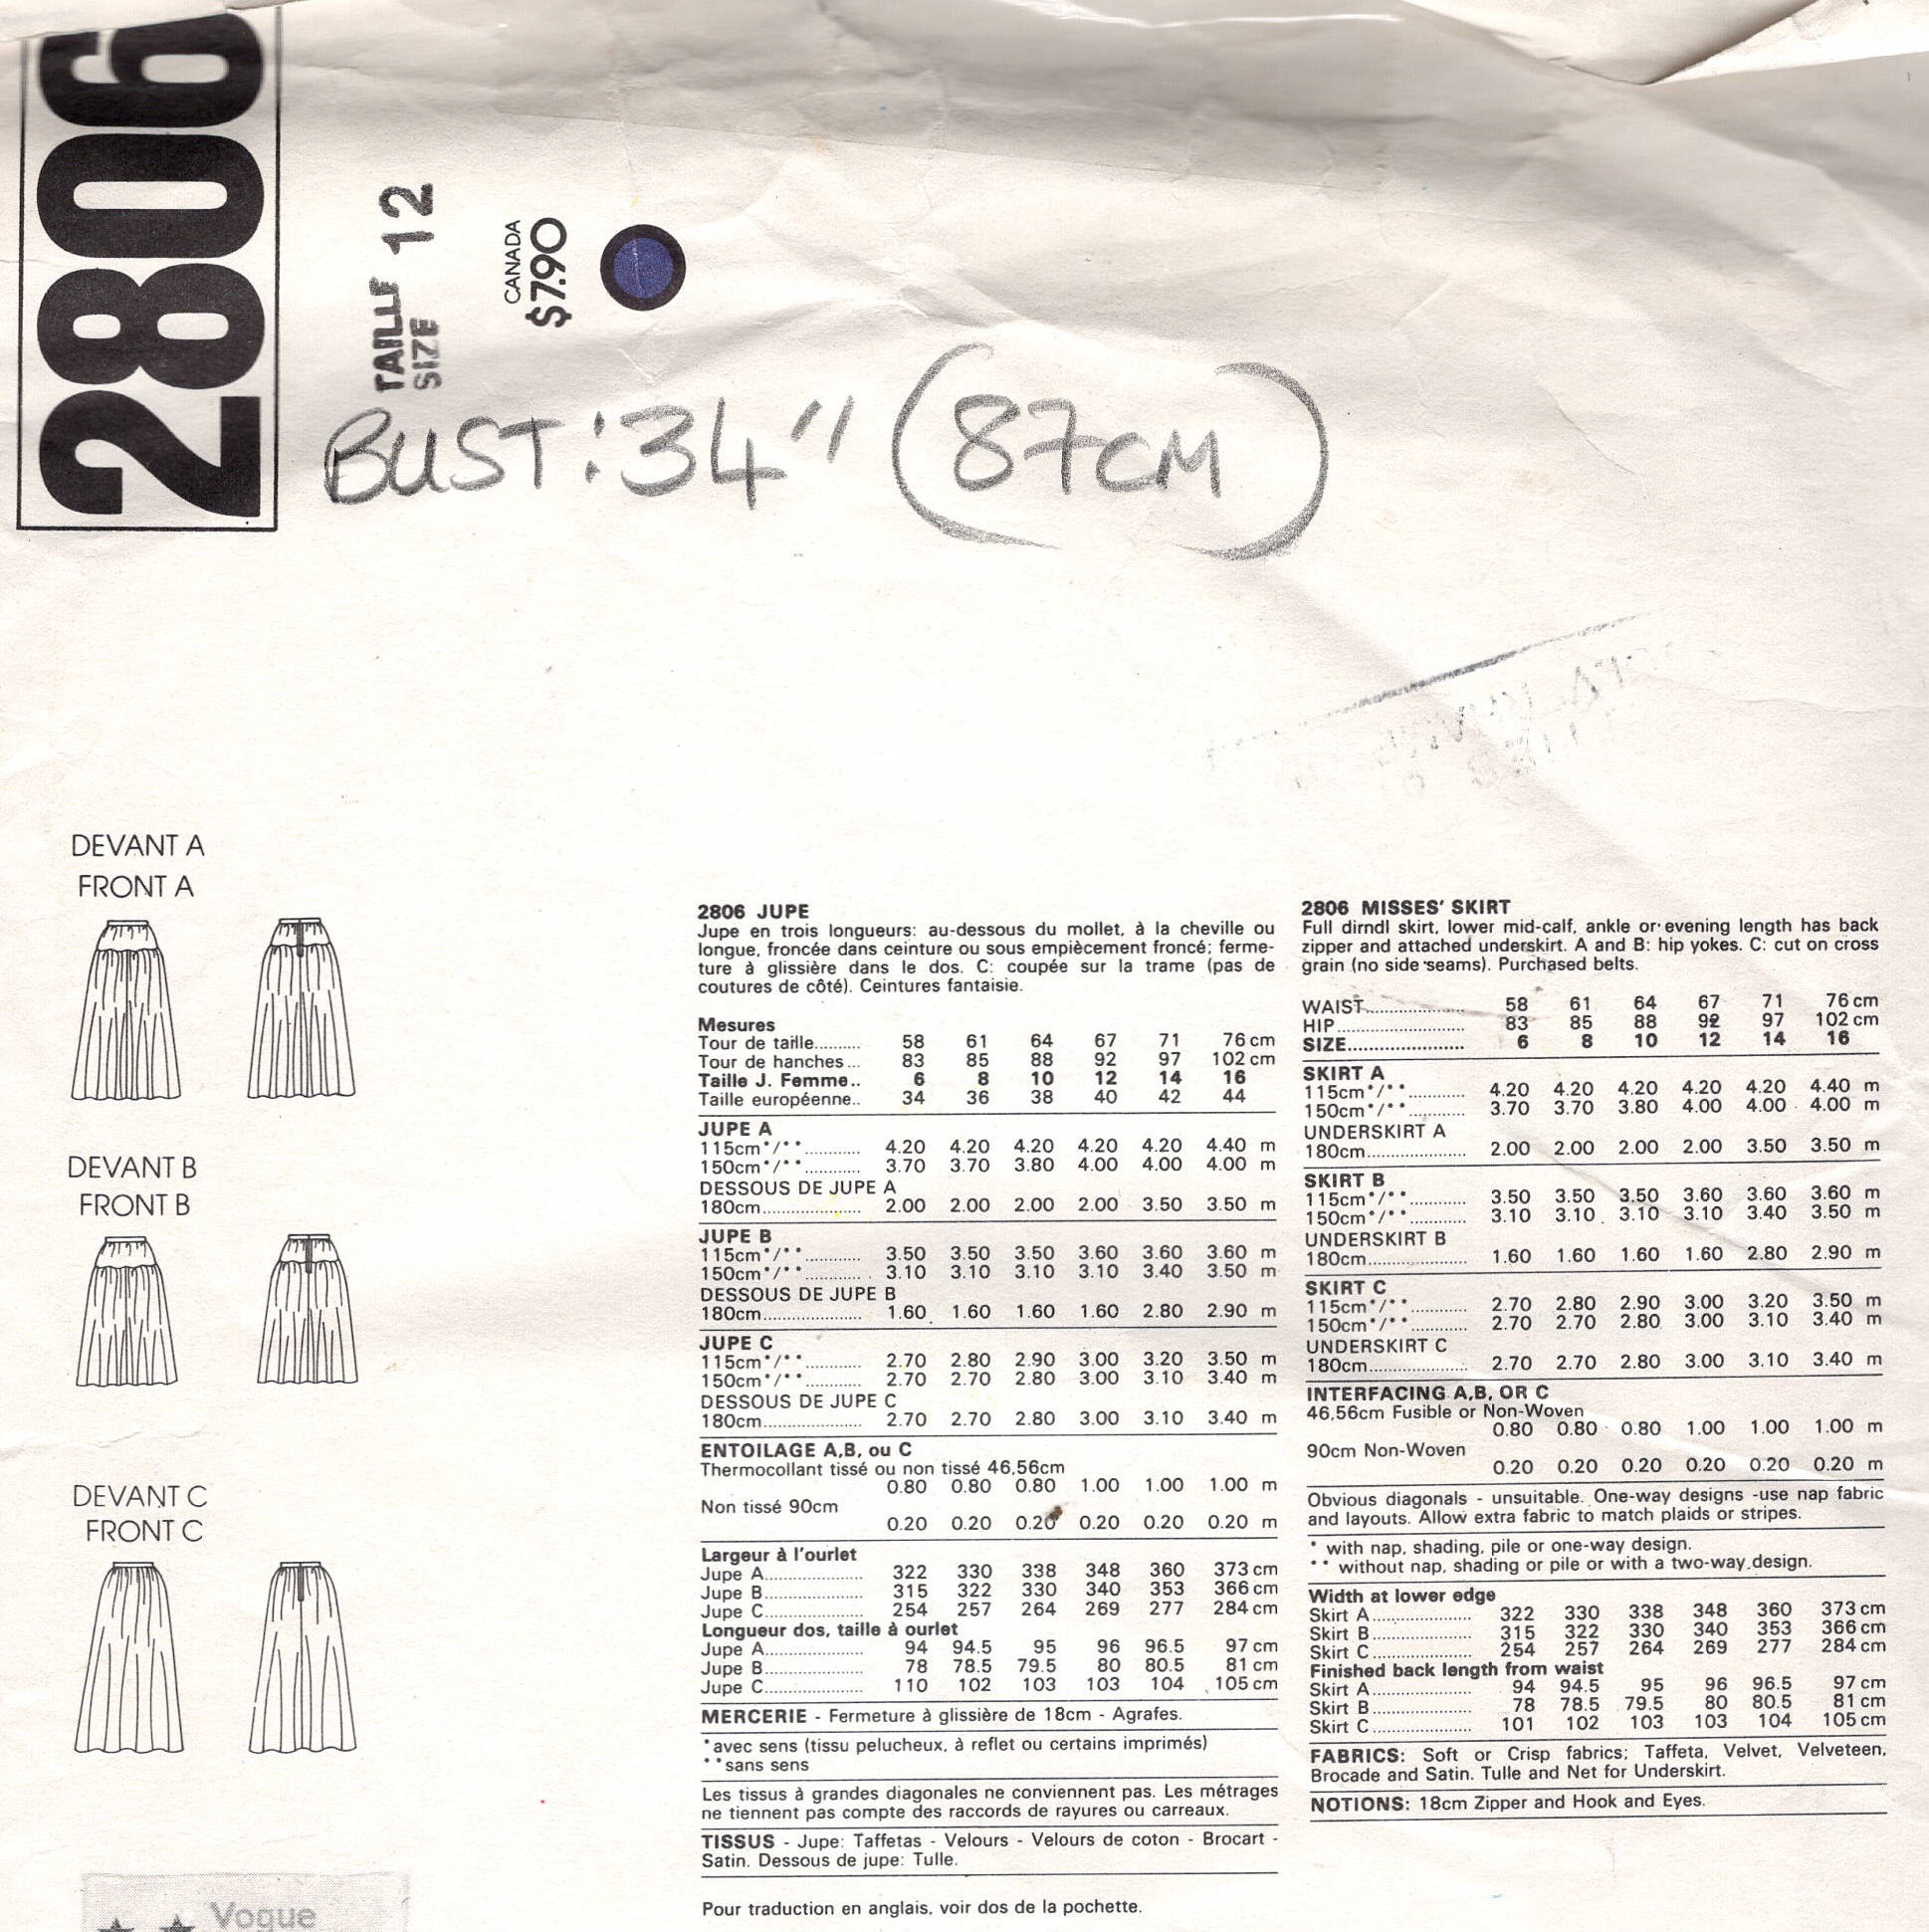 2806
TAILLE
SIZE 12
CANADA
$7.90
BUST: 34" (87CM)
DEVANT A
FRONT A
DEVANT B
FRONT B
DEVANT C
FRONT C
2806 JUPE
Jupe en trois longueurs: au-dessous du mollet, à la cheville ou
longue, froncée dans ceinture ou sous empiècement froncé; ferme-
ture à glissière dans le dos. C: coupée sur la trame (pas de
coutures de côté). Ceintures fantaisie.
Mesures
Tour de taille.......... 58 61 64 67 71 76 cm
Tour de hanches... 83 85 88 92 97 102 cm
Taille J. Femme.. 6 8 10 12 14 16
Taille européenne.. 34 36 38 40 42 44
JUPE A
115cm*/**............ 4.20 4.20 4.20 4.20 4.20 4.40 m
150cm*/**............ 3.70 3.70 3.80 4.00 4.00 4.00 m
DESSOUS DE JUPE A
180cm..................... 2.00 2.00 2.00 2.00 3.50 3.50 m
JUPE B
115cm*/**............ 3.50 3.50 3.50 3.60 3.60 3.60 m
150cm*/**............ 3.10 3.10 3.10 3.10 3.40 3.50 m
DESSOUS DE JUPE B
180cm..................... 1.60 1.60 1.60 1.60 2.80 2.90 m
JUPE C
115cm*/**............ 2.70 2.80 2.90 3.00 3.20 3.50 m
150cm*/**............ 2.70 2.70 2.80 3.00 3.10 3.40 m
DESSOUS DE JUPE C
180cm..................... 2.70 2.70 2.80 3.00 3.10 3.40 m
ENTOILAGE A,B, ou C
Thermocollant tissé ou non tissé 46,56cm
0.80 0.80 0.80 1.00 1.00 1.00 m
Non tissé 90cm
0.20 0.20 0.20 0.20 0.20 0.20 m
Largeur à l'ourlet
Jupe A..................... 322 330 338 348 360 373 cm
Jupe B..................... 315 322 330 340 353 366 cm
Jupe C..................... 254 257 264 269 277 284 cm
Longueur dos, taille à ourlet
Jupe A..................... 94 94.5 95 96 96.5 97 cm
Jupe B..................... 78 78.5 79.5 80 80.5 81 cm
Jupe C..................... 110 102 103 103 104 105 cm
MERCERIE - Fermeture à glissière de 18cm - Agrafes.
*avec sens (tissu pelucheux, à reflet ou certains imprimés)
**sans sens
Les tissus à grandes diagonales ne conviennent pas. Les métrages
ne tiennent pas compte des raccords de rayures ou carreaux.
TISSUS - Jupe: Taffetas - Velours - Velours de coton - Brocart -
Satin. Dessous de jupe: Tulle.
Pour traduction en anglais, voir dos de la pochette.
2806 MISSES' SKIRT
Full dirndl skirt, lower mid-calf, ankle or evening length has back
zipper and attached underskirt. A and B: hip yokes. C: cut on cross
grain (no side seams). Purchased belts.
WAIST..................... 58 61 64 67 71 76 cm
HIP........................... 83 85 88 92 97 102 cm
SIZE....................... 6 8 10 12 14 16
SKIRT A
115cm*/**............ 4.20 4.20 4.20 4.20 4.20 4.40 m
150cm*/**............ 3.70 3.70 3.80 4.00 4.00 4.00 m
UNDERSKIRT A
180cm..................... 2.00 2.00 2.00 2.00 3.50 3.50 m
SKIRT B
115cm*/**............ 3.50 3.50 3.50 3.60 3.60 3.60 m
150cm*/**............ 3.10 3.10 3.10 3.10 3.40 3.50 m
UNDERSKIRT B
180cm..................... 1.60 1.60 1.60 1.60 2.80 2.90 m
SKIRT C
115cm*/**............ 2.70 2.80 2.90 3.00 3.20 3.50 m
150cm*/**............ 2.70 2.70 2.80 3.00 3.10 3.40 m
UNDERSKIRT C
180cm..................... 2.70 2.70 2.80 3.00 3.10 3.40 m
INTERFACING A,B, OR C
46,56cm Fusible or Non-Woven
0.80 0.80 0.80 1.00 1.00 1.00 m
90cm Non-Woven
0.20 0.20 0.20 0.20 0.20 0.20 m
Obvious diagonals - unsuitable. One-way designs -use nap fabric
and layouts. Allow extra fabric to match plaids or stripes.
* with nap, shading, pile or one-way design.
** without nap, shading or pile or with a two-way design.
Width at lower edge
Skirt A..................... 322 330 338 348 360 373 cm
Skirt B..................... 315 322 330 340 353 366 cm
Skirt C..................... 254 257 264 269 277 284 cm
Finished back length from waist
Skirt A..................... 94 94.5 95 96 96.5 97 cm
Skirt B..................... 78 78.5 79.5 80 80.5 81 cm
Skirt C..................... 101 102 103 103 104 105 cm
FABRICS: Soft or Crisp fabrics; Taffeta, Velvet, Velveteen,
Brocade and Satin. Tulle and Net for Underskirt.
NOTIONS: 18cm Zipper and Hook and Eyes.
Vogue